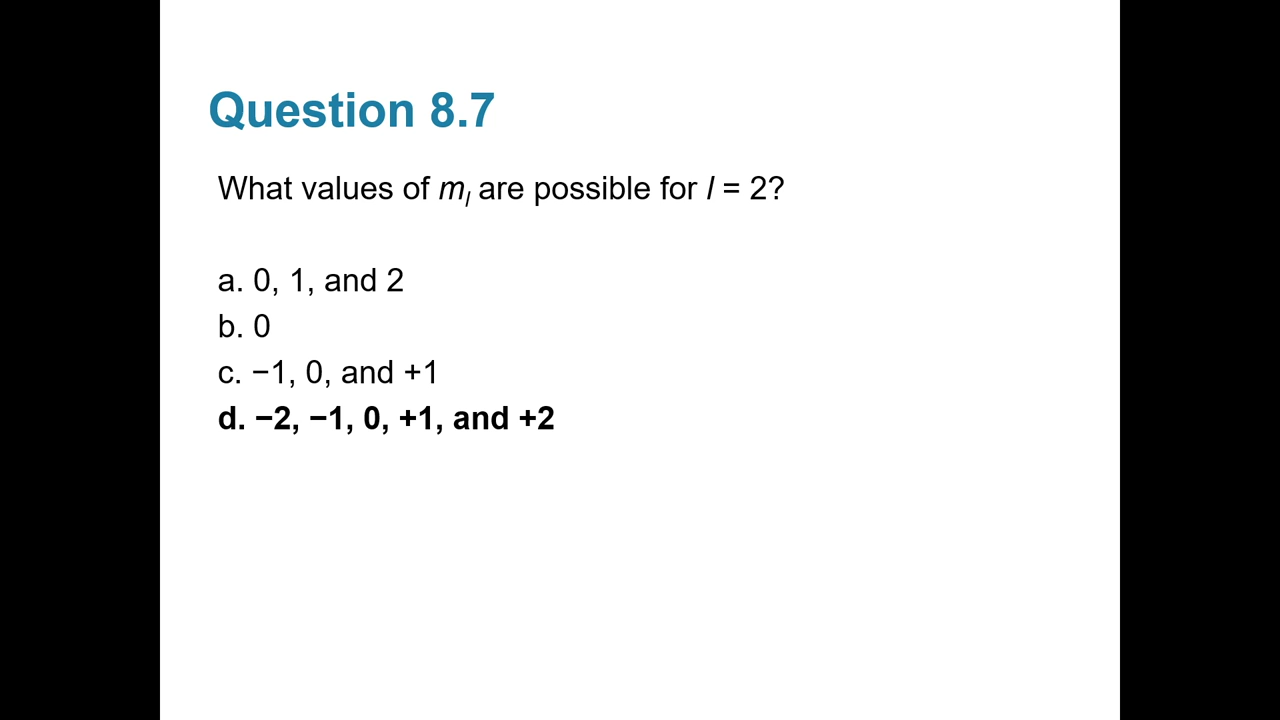 Question 8.7
What values of mₗ are possible for l = 2?
a. 0, 1, and 2
b. 0
c. −1, 0, and +1
d. −2, −1, 0, +1, and +2